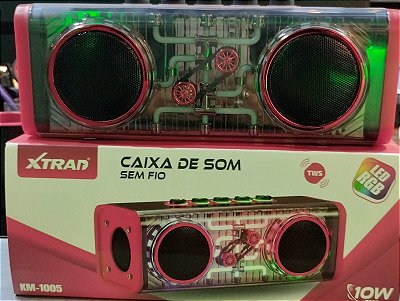 XTRAD
CAIXA DE SOM
SEM FIO
TWS
LED
RGB
KM-1005
10W